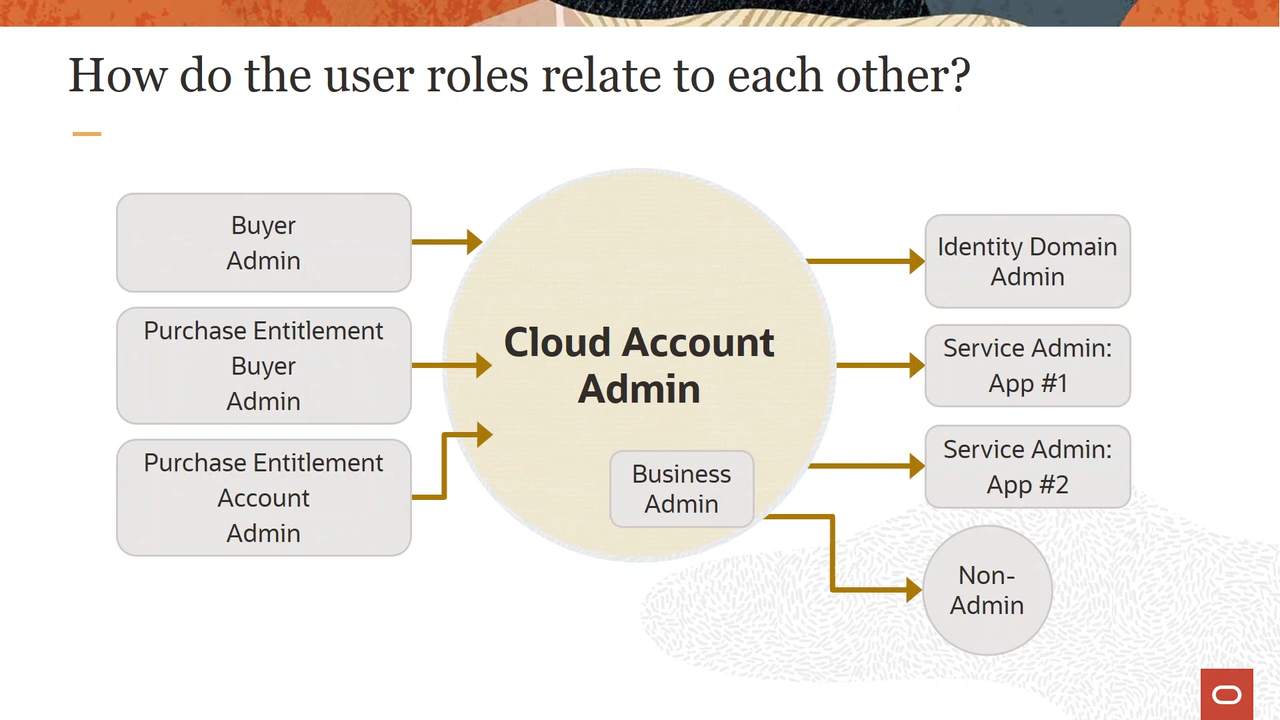 How do the user roles relate to each other?
Buyer
Admin
Purchase Entitlement
Buyer
Admin
Purchase Entitlement
Account
Admin
Cloud Account
Admin
Business
Admin
Identity Domain
Admin
Service Admin:
App #1
Service Admin:
App #2
Non-
Admin